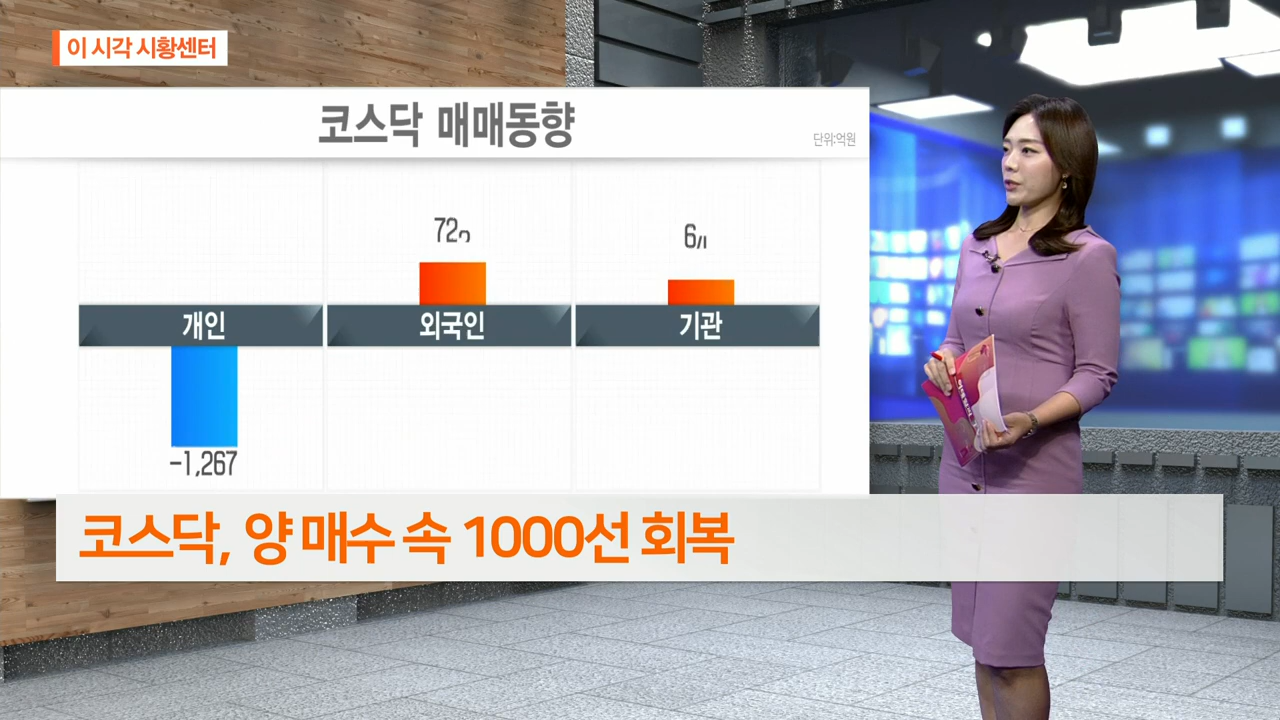 이 시각 시황센터
코스닥 매매동향
단위:억원
개인
외국인
기관
-1,267
코스닥, 양 매수 속 1000선 회복